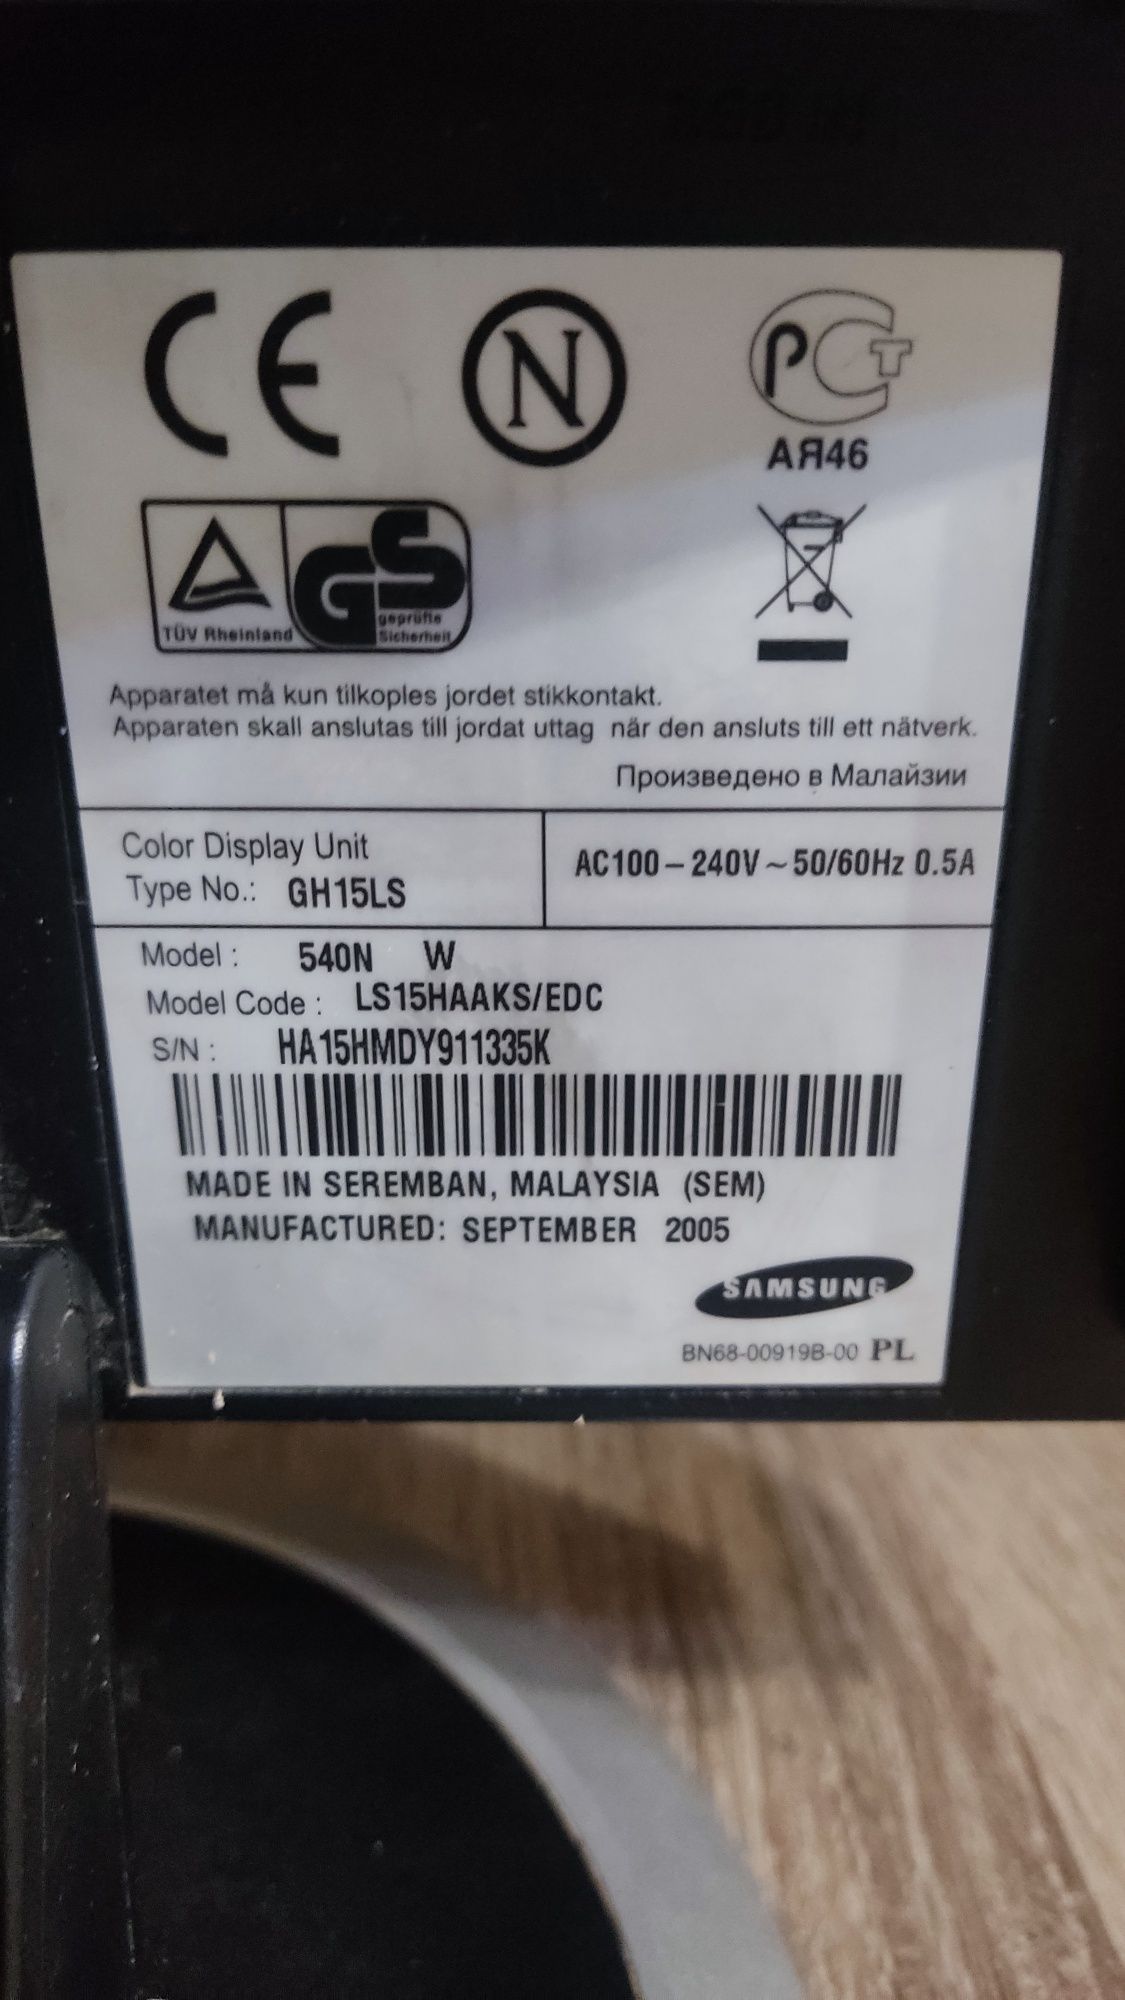 CE
N
РСТ
АЯ46
TÜV Rheinland
GS
geprüfte
Sicherheit
Apparatet må kun tilkoples jordet stikkontakt.
Apparaten skall anslutas till jordat uttag när den ansluts till ett nätverk.
Произведено в Малайзии
Color Display Unit
Type No.: GH15LS
AC100–240V~50/60Hz 0.5A
Model : 540N W
Model Code : LS15HAAKS/EDC
S/N : HA15HMDY911335K
MADE IN SEREMBAN, MALAYSIA (SEM)
MANUFACTURED: SEPTEMBER 2005
SAMSUNG
BN68-00919B-00 PL